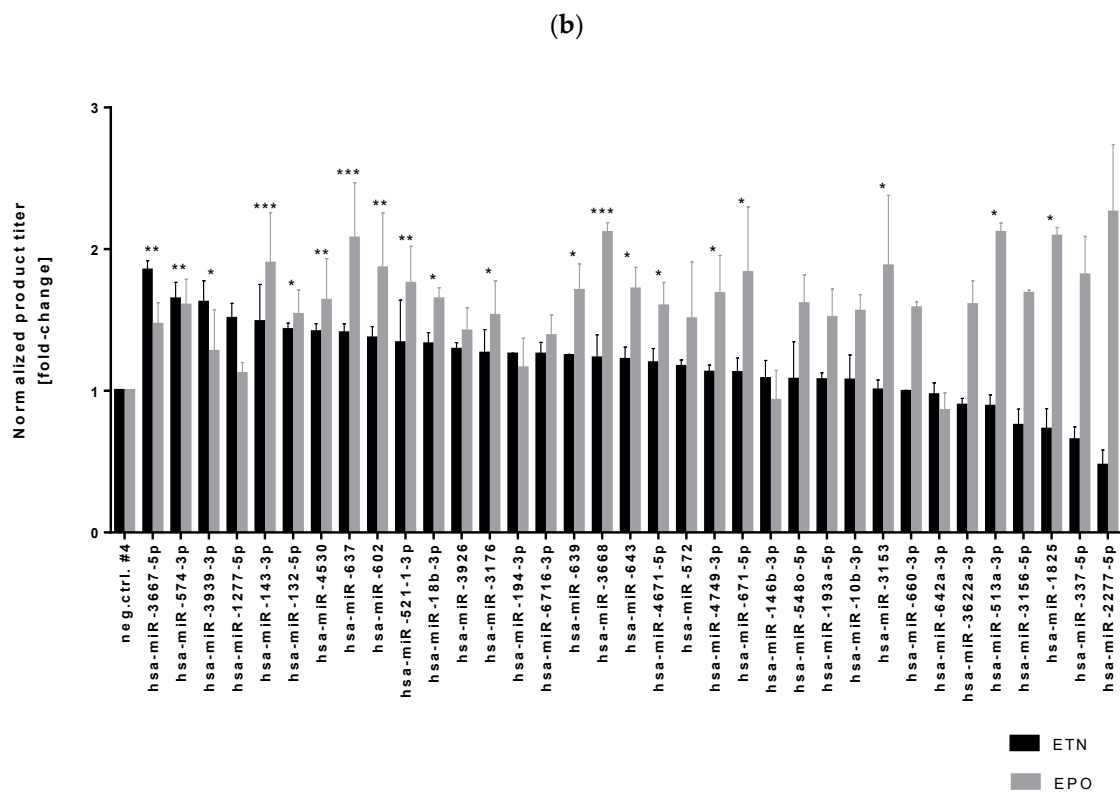 (b)
Normalized product titer
[fold-change]
3
2
1
0
** ** * *** * ** *** ** ** * * * *** * * * * * * *
neg.ctrl. #4
hsa-miR-3667-5p
hsa-miR-574-3p
hsa-miR-3939-3p
hsa-miR-1277-5p
hsa-miR-143-3p
hsa-miR-132-5p
hsa-miR-4530
hsa-miR-637
hsa-miR-602
hsa-miR-521-1-3p
hsa-miR-18b-3p
hsa-miR-3926
hsa-miR-3176
hsa-miR-194-3p
hsa-miR-6716-3p
hsa-miR-639
hsa-miR-3668
hsa-miR-643
hsa-miR-4671-5p
hsa-miR-572
hsa-miR-4749-3p
hsa-miR-671-5p
hsa-miR-146b-3p
hsa-miR-548o-5p
hsa-miR-193a-5p
hsa-miR-10b-3p
hsa-miR-3153
hsa-miR-660-3p
hsa-miR-642a-3p
hsa-miR-3622a-3p
hsa-miR-513a-3p
hsa-miR-3156-5p
hsa-miR-1825
hsa-miR-337-5p
hsa-miR-2277-5p
ETN
EPO